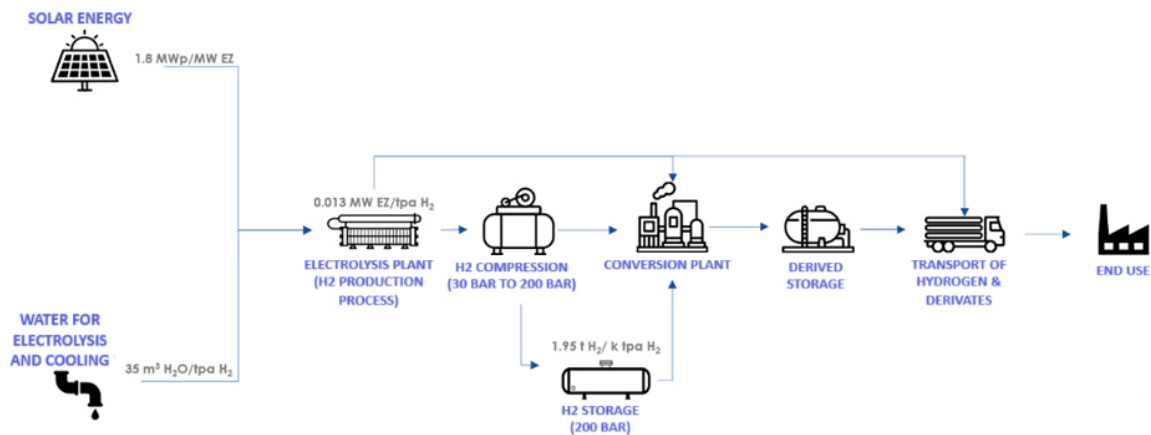 SOLAR ENERGY
1.8 MWp/MW EZ
0.013 MW EZ/tpa H₂
ELECTROLYSIS PLANT
(H2 PRODUCTION
PROCESS)
H2 COMPRESSION
(30 BAR TO 200 BAR)
CONVERSION PLANT
DERIVED
STORAGE
TRANSPORT OF
HYDROGEN &
DERIVATES
END USE
WATER FOR
ELECTROLYSIS
AND COOLING
35 m³ H₂O/tpa H₂
1.95 t H₂/ k tpa H₂
H2 STORAGE
(200 BAR)